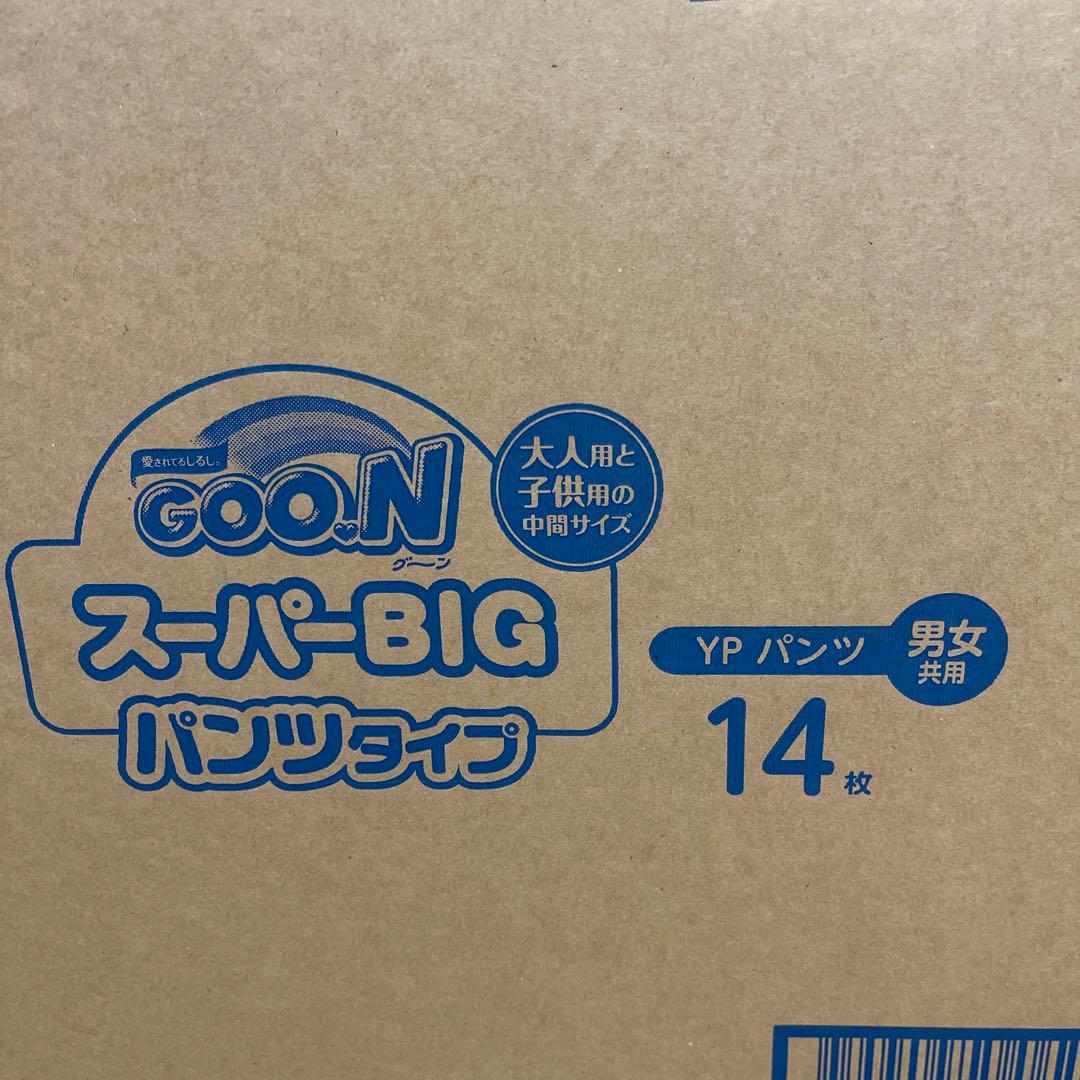 愛されてるしるし。
GOO.N
グ〜ン
大人用と
子供用の
中間サイズ
スーパーBIG
パンツタイプ
YP パンツ
男女
共用
14枚